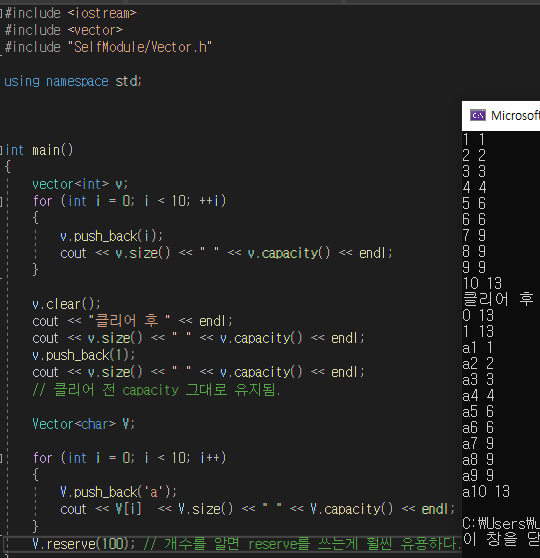 #include <iostream>
#include <vector>
#include "SelfModule/Vector.h"
using namespace std;
int main()
{
vector<int> v;
for (int i = 0; i < 10; ++i)
{
v.push_back(i);
cout << v.size() << " " << v.capacity() << endl;
}
v.clear();
cout << "클리어 후 " << endl;
cout << v.size() << " " << v.capacity() << endl;
v.push_back(1);
cout << v.size() << " " << v.capacity() << endl;
// 클리어 전 capacity 그대로 유지됨.
Vector<char> V;
for (int i = 0; i < 10; i++)
{
V.push_back('a');
cout << V[i]  << V.size() << " " << V.capacity() << endl;
}
V.reserve(100); // 개수를 알면 reserve를 쓰는게 훨씬 유용하다.
Microsoft
1 1
2 2
3 3
4 4
5 6
6 6
7 9
8 9
9 9
10 13
클리어 후
0 13
1 13
a1 1
a2 2
a3 3
a4 4
a5 6
a6 6
a7 9
a8 9
a9 9
a10 13
C:₩Users₩u
이 창을 닫